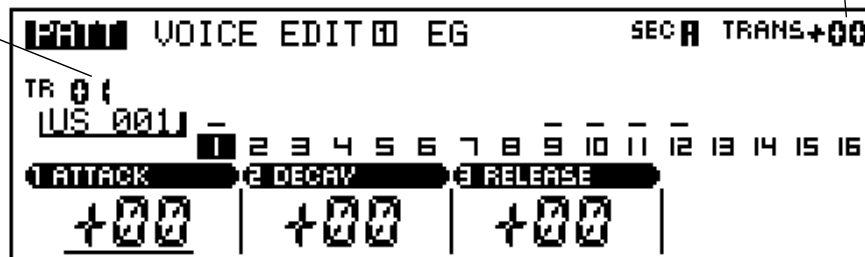 PATT VOICE EDIT 1 EG SEC A TRANS+00
TR 01
US 001
1 2 3 4 5 6 7 8 9 10 11 12 13 14 15 16
1 ATTACK 2 DECAY 3 RELEASE
+00 +00 +00